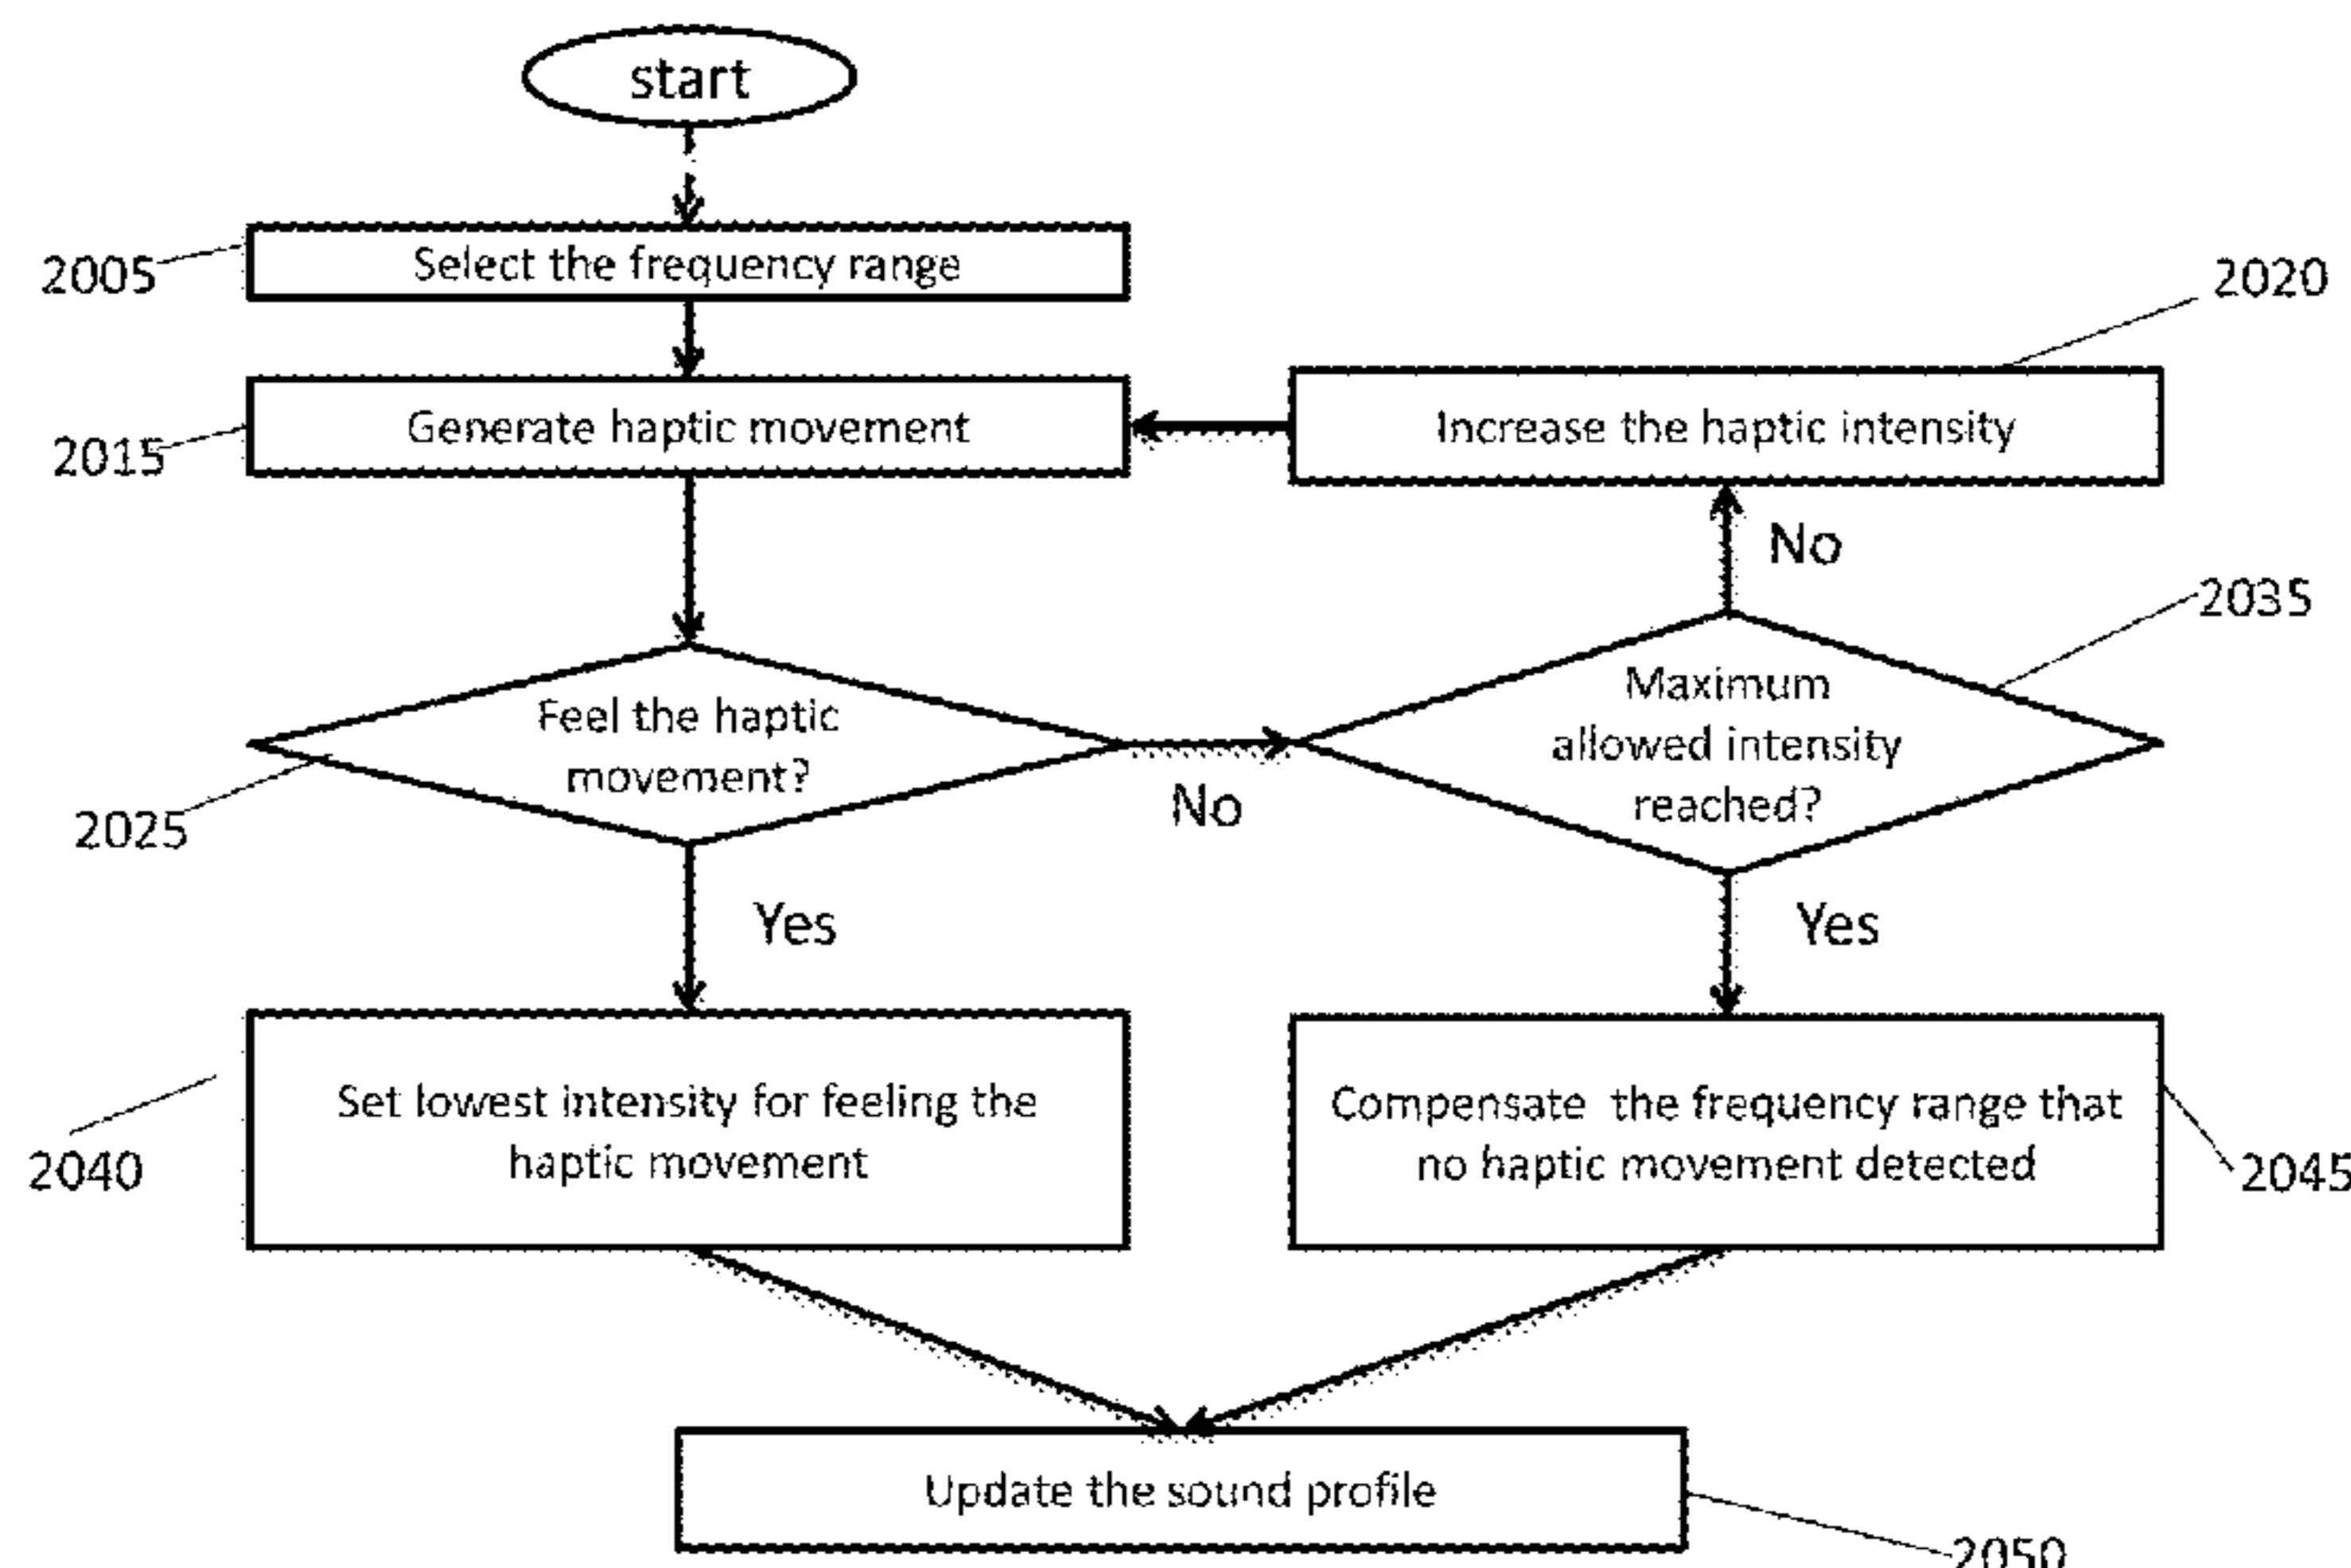 start
2005
Select the frequency range
2020
2015
Generate haptic movement
Increase the haptic intensity
No
2035
Feel the haptic
movement?
Maximum
allowed intensity
reached?
2025
No
Yes
Yes
2040
Set lowest intensity for feeling the
haptic movement
Compensate the frequency range that
no haptic movement detected
2045
Update the sound profile
2050